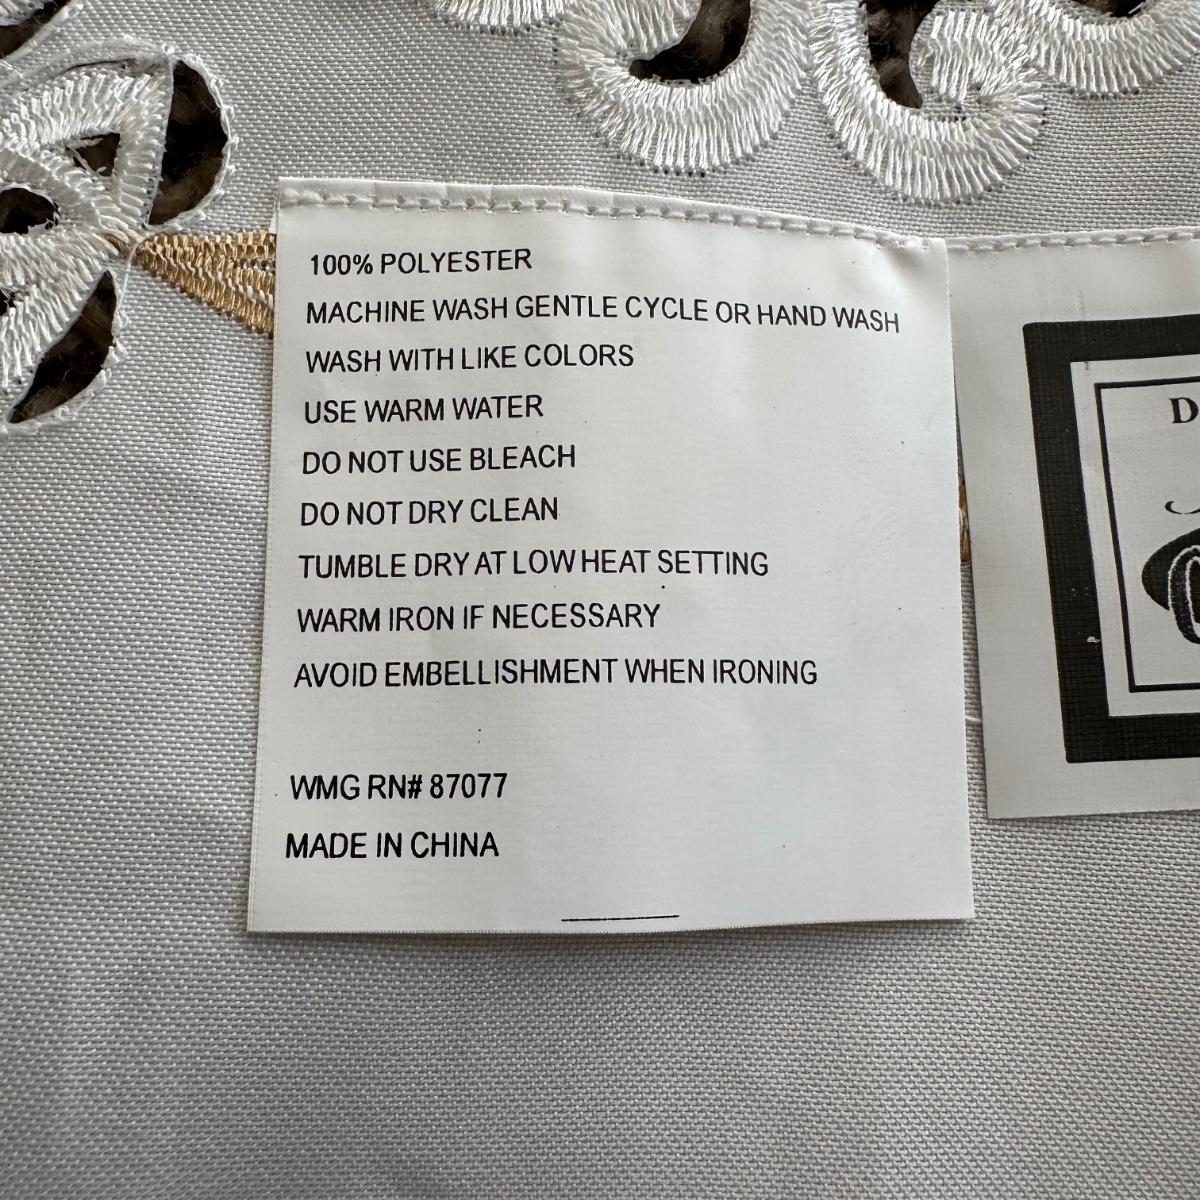 100% POLYESTER
MACHINE WASH GENTLE CYCLE OR HAND WASH
WASH WITH LIKE COLORS
USE WARM WATER
DO NOT USE BLEACH
DO NOT DRY CLEAN
TUMBLE DRY AT LOW HEAT SETTING
WARM IRON IF NECESSARY
AVOID EMBELLISHMENT WHEN IRONING
WMG RN# 87077
MADE IN CHINA